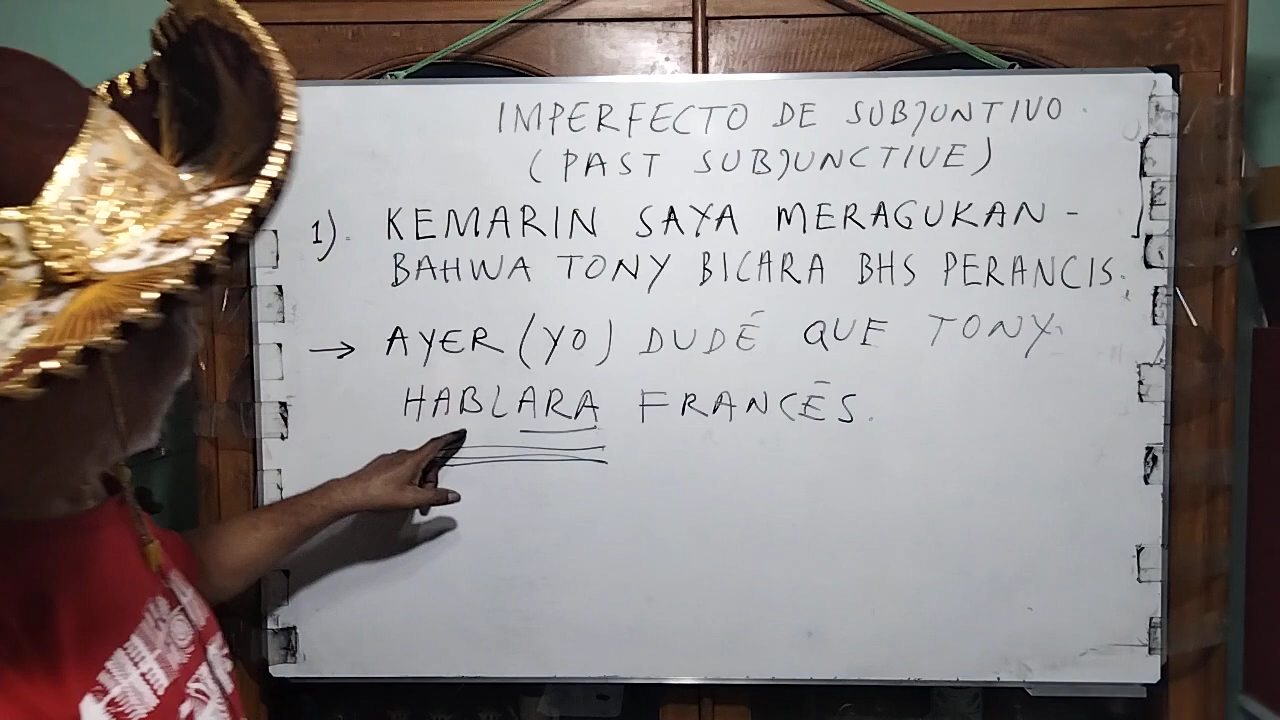 IMPERFECTO DE SUBJUNTIVO.
(PAST SUBJUNCTIVE)
1). KEMARIN SAYA MERAGUKAN -
BAHWA TONY BICARA BHS PERANCIS.
→ AYER (YO) DUDÉ QUE TONY
HABLARA FRANCÉS.